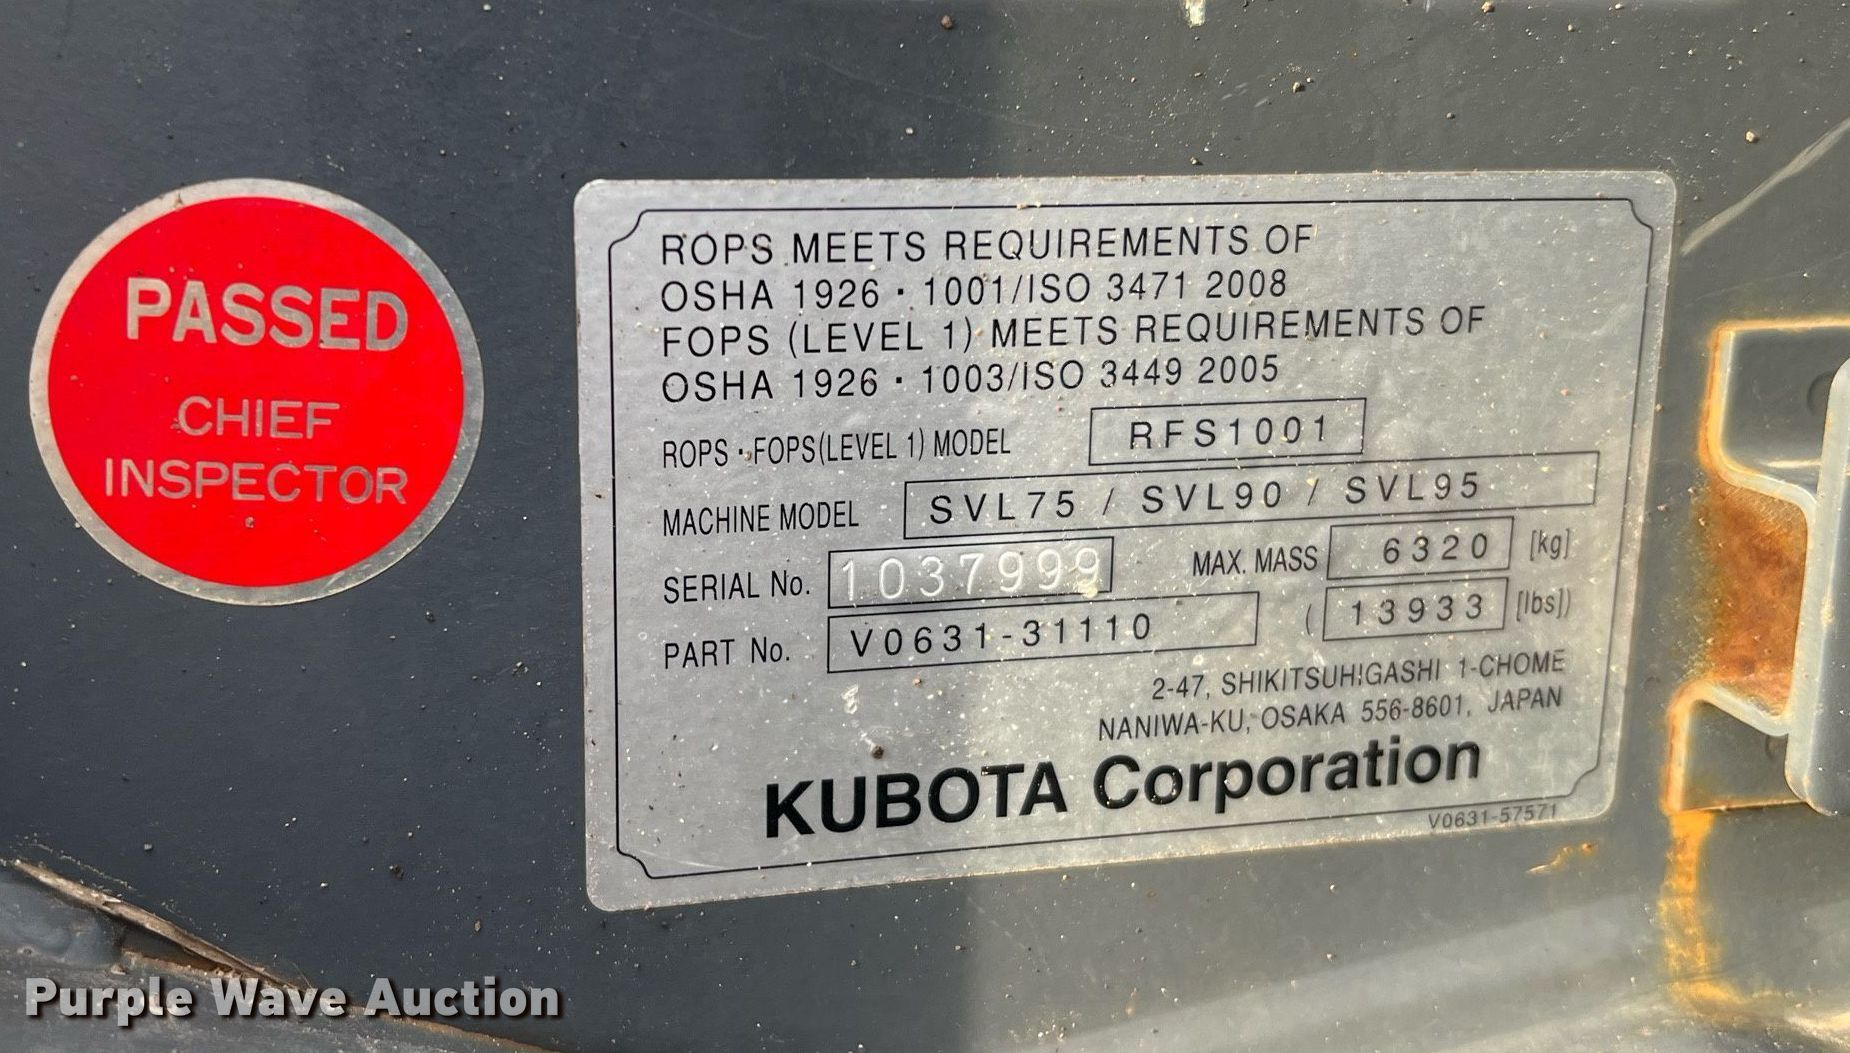 PASSED
CHIEF
INSPECTOR
ROPS MEETS REQUIREMENTS OF
OSHA 1926・1001/ISO 3471 2008
FOPS (LEVEL 1) MEETS REQUIREMENTS OF
OSHA 1926・1003/ISO 3449 2005
ROPS・FOPS(LEVEL 1) MODEL RFS1001
MACHINE MODEL SVL75 / SVL90 / SVL95
SERIAL No. 1037999 MAX. MASS 6320 [kg]
PART No. V0631-31110 ( 13933 [lbs])
2-47, SHIKITSUHIGASHI 1-CHOME
NANIWA-KU, OSAKA 556-8601, JAPAN
KUBOTA Corporation
V0631-57571
Purple Wave Auction